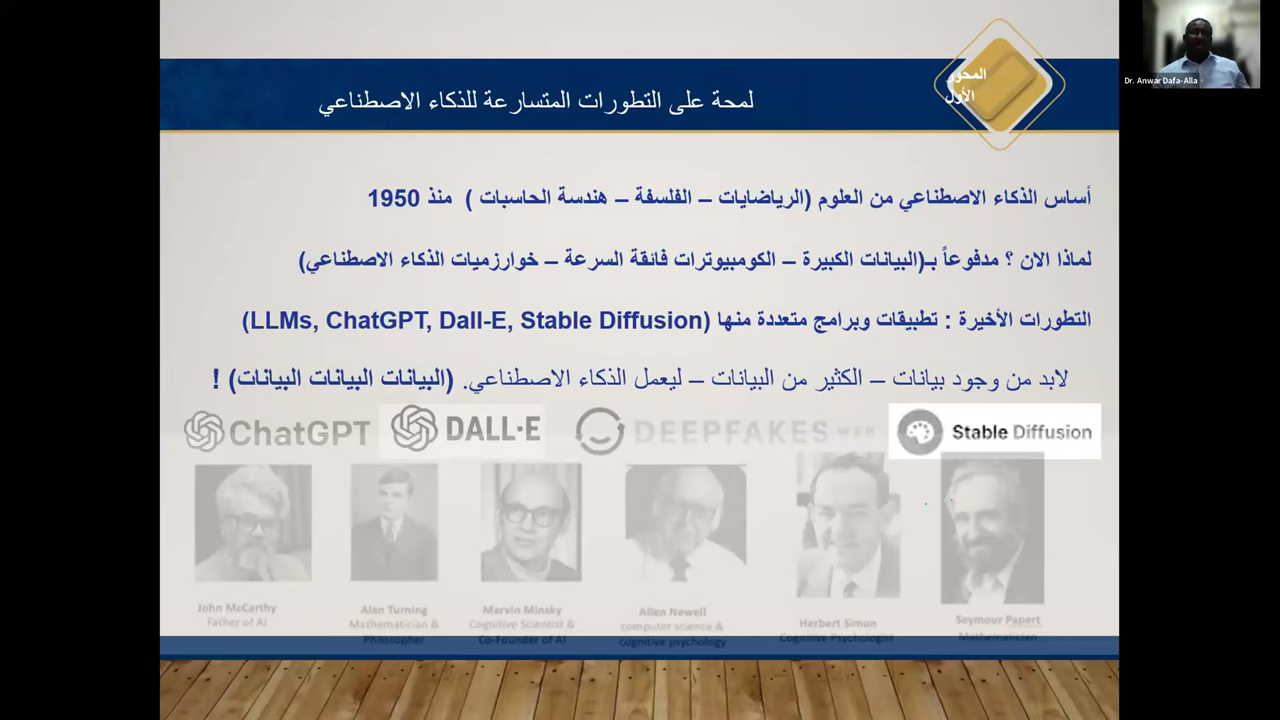 المحور
الأول
Dr. Anwar Dafa-Alla
لمحة على التطورات المتسارعة للذكاء الاصطناعي
أساس الذكاء الاصطناعي من العلوم (الرياضايات – الفلسفة – هندسة الحاسبات ) منذ 1950
لماذا الان ؟ مدفوعاً بـ(البيانات الكبيرة – الكومبيوترات فائقة السرعة – خوارزميات الذكاء الاصطناعي)
التطورات الأخيرة : تطبيقات وبرامج متعددة منها (LLMs, ChatGPT, Dall-E, Stable Diffusion)
لابد من وجود بيانات – الكثير من البيانات – ليعمل الذكاء الاصطناعي. (البيانات البيانات البيانات) !
ChatGPT DALL·E DEEPFAKES WEB Stable Diffusion
John McCarthy
Father of AI
Alan Turning
Mathematician &
Philosopher
Marvin Minsky
Cognitive Scientist &
Co-Founder of AI
Allen Newell
computer science &
cognitive psychology
Herbert Simon
Cognitive Psychologist
Seymour Papert
Mathematician